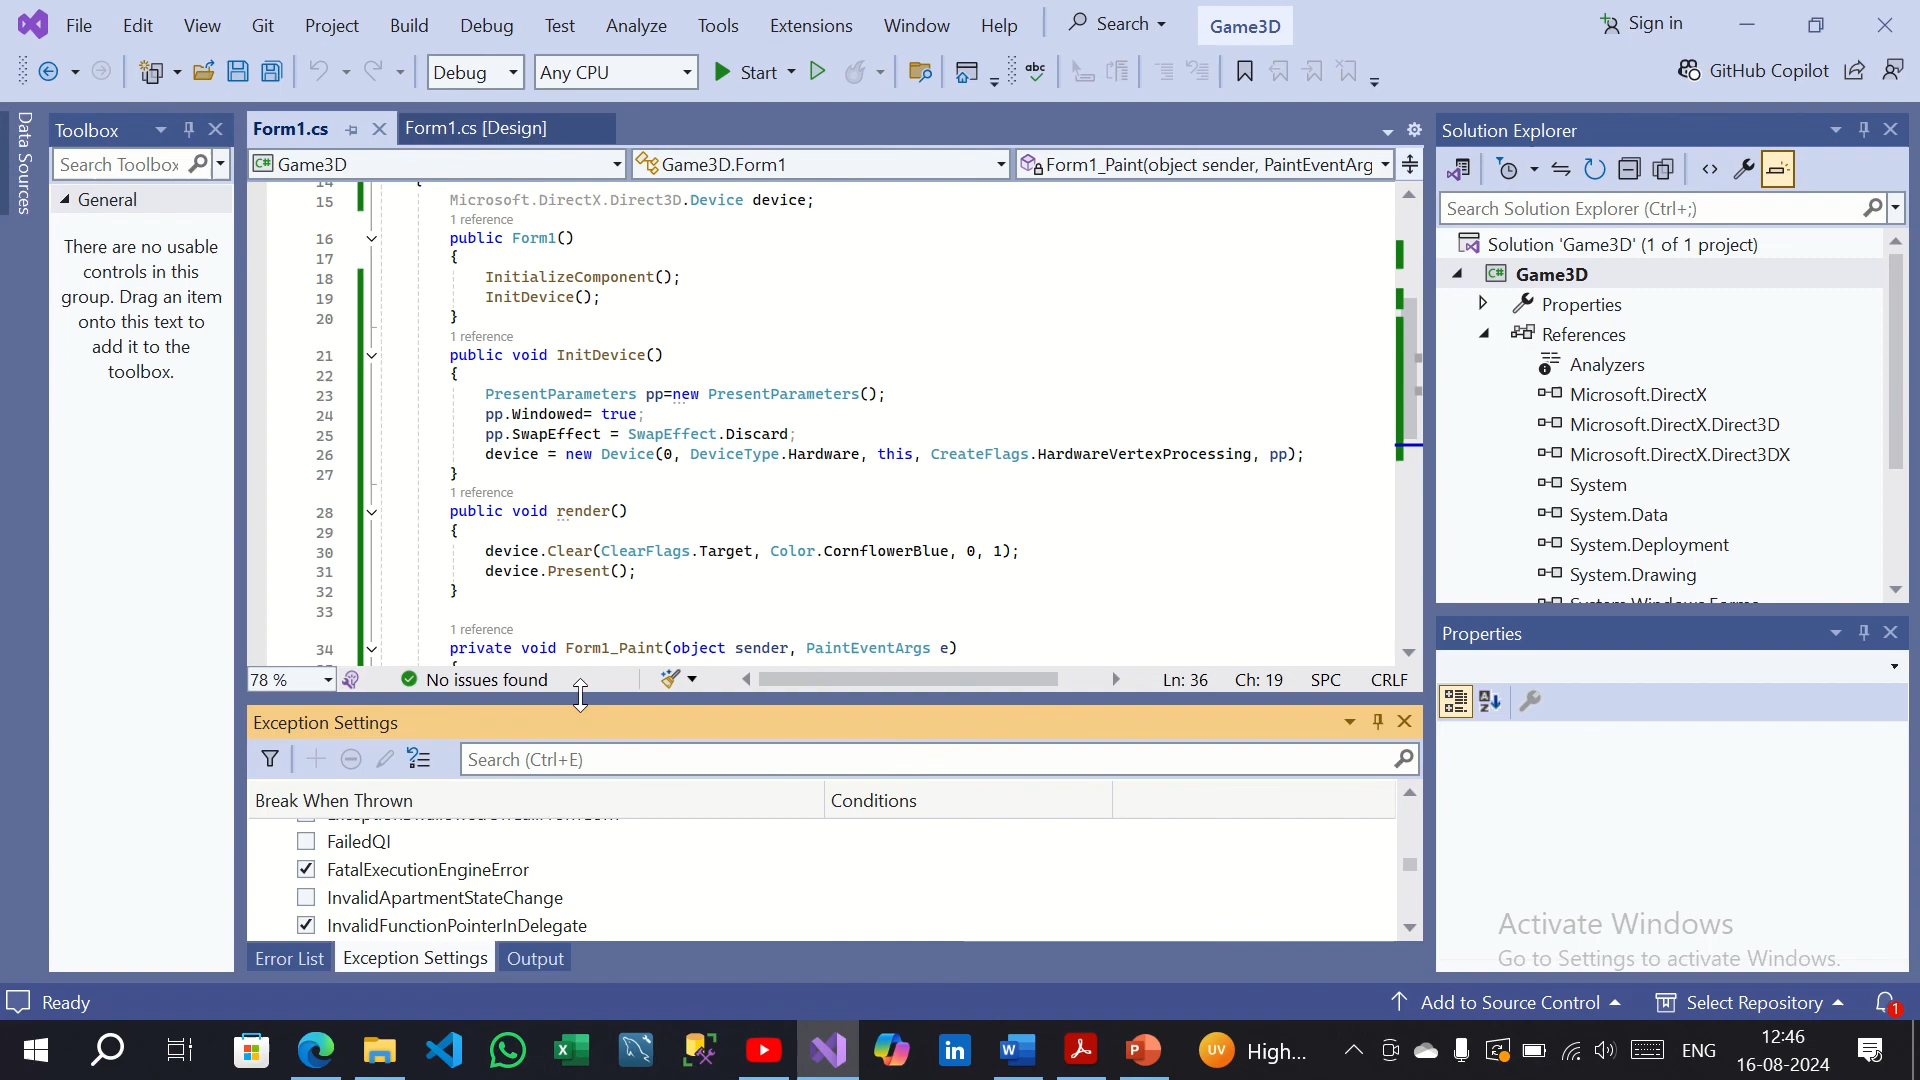 File Edit View Git Project Build Debug Test Analyze Tools Extensions Window Help Search Game3D Sign in
Debug Any CPU Start GitHub Copilot
Data Sources
Toolbox
Search Toolbox
General
There are no usable
controls in this
group. Drag an item
onto this text to
add it to the
toolbox.
Form1.cs Form1.cs [Design]
Game3D Game3D.Form1 Form1_Paint(object sender, PaintEventArg
15 Microsoft.DirectX.Direct3D.Device device;
1 reference
16 public Form1()
17 {
18 InitializeComponent();
19 InitDevice();
20 }
1 reference
21 public void InitDevice()
22 {
23 PresentParameters pp=new PresentParameters();
24 pp.Windowed= true;
25 pp.SwapEffect = SwapEffect.Discard;
26 device = new Device(0, DeviceType.Hardware, this, CreateFlags.HardwareVertexProcessing, pp);
27 }
1 reference
28 public void render()
29 {
30 device.Clear(ClearFlags.Target, Color.CornflowerBlue, 0, 1);
31 device.Present();
32 }
33
1 reference
34 private void Form1_Paint(object sender, PaintEventArgs e)
78 % No issues found Ln: 36 Ch: 19 SPC CRLF
Exception Settings
Search (Ctrl+E)
Break When Thrown Conditions
FailedQI
FatalExecutionEngineError
InvalidApartmentStateChange
InvalidFunctionPointerInDelegate
Error List Exception Settings Output
Solution Explorer
Search Solution Explorer (Ctrl+;)
Solution 'Game3D' (1 of 1 project)
Game3D
Properties
References
Analyzers
Microsoft.DirectX
Microsoft.DirectX.Direct3D
Microsoft.DirectX.Direct3DX
System
System.Data
System.Deployment
System.Drawing
System.Windows.Forms
Properties
Activate Windows
Go to Settings to activate Windows.
Ready Add to Source Control Select Repository 1
UV High... ENG 12:46
16-08-2024